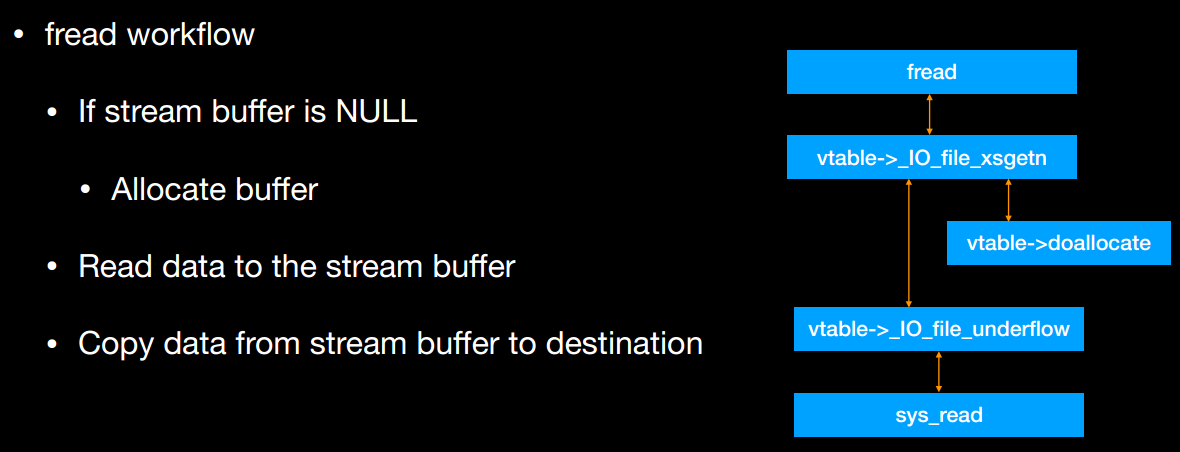 fread workflow
If stream buffer is NULL
Allocate buffer
Read data to the stream buffer
Copy data from stream buffer to destination
fread
vtable->_IO_file_xsgetn
vtable->doallocate
vtable->_IO_file_underflow
sys_read